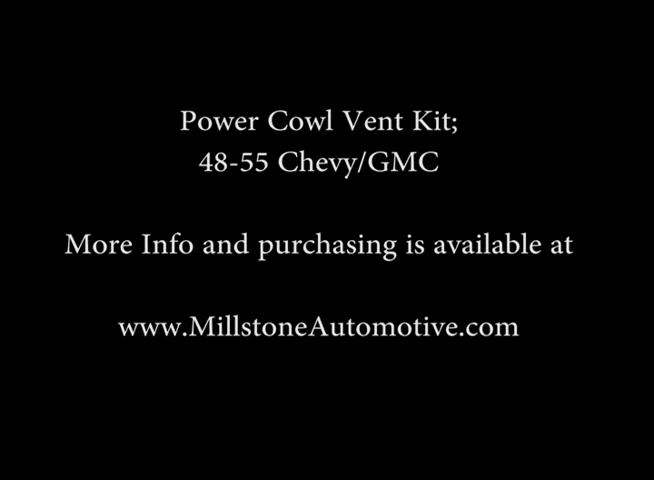 Power Cowl Vent Kit;
48-55 Chevy/GMC
More Info and purchasing is available at
www.MillstoneAutomotive.com